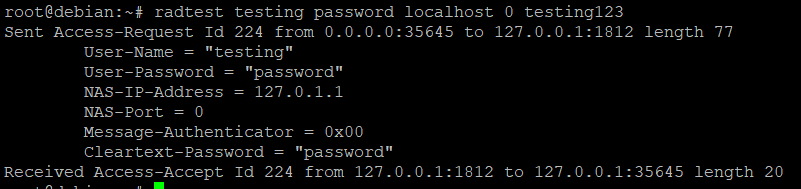 root@debian:~# radtest testing password localhost 0 testing123
Sent Access-Request Id 224 from 0.0.0.0:35645 to 127.0.0.1:1812 length 77
User-Name = "testing"
User-Password = "password"
NAS-IP-Address = 127.0.1.1
NAS-Port = 0
Message-Authenticator = 0x00
Cleartext-Password = "password"
Received Access-Accept Id 224 from 127.0.0.1:1812 to 127.0.0.1:35645 length 20